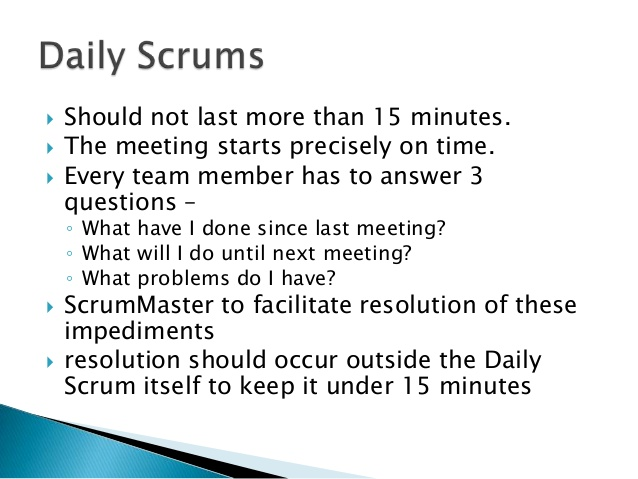 Daily Scrums
Should not last more than 15 minutes.
The meeting starts precisely on time.
Every team member has to answer 3
questions –
What have I done since last meeting?
What will I do until next meeting?
What problems do I have?
ScrumMaster to facilitate resolution of these
impediments
resolution should occur outside the Daily
Scrum itself to keep it under 15 minutes